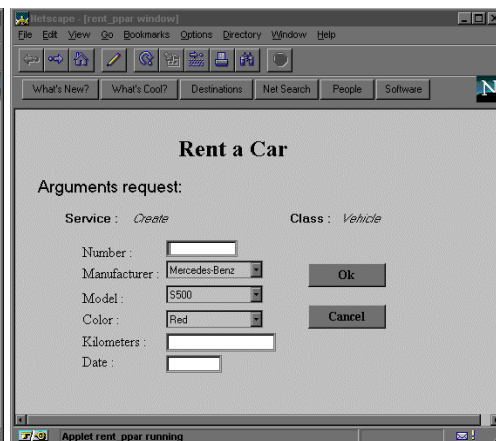 Netscape - [rent_ppar window]
File Edit View Go Bookmarks Options Directory Window Help
What's New? What's Cool? Destinations Net Search People Software
N
Rent a Car
Arguments request:
Service : Create Class : Vehicle
Number :
Manufacturer : Mercedes-Benz
Model : S500
Ok
Color : Red
Cancel
Kilometers :
Date :
Applet rent_ppar running